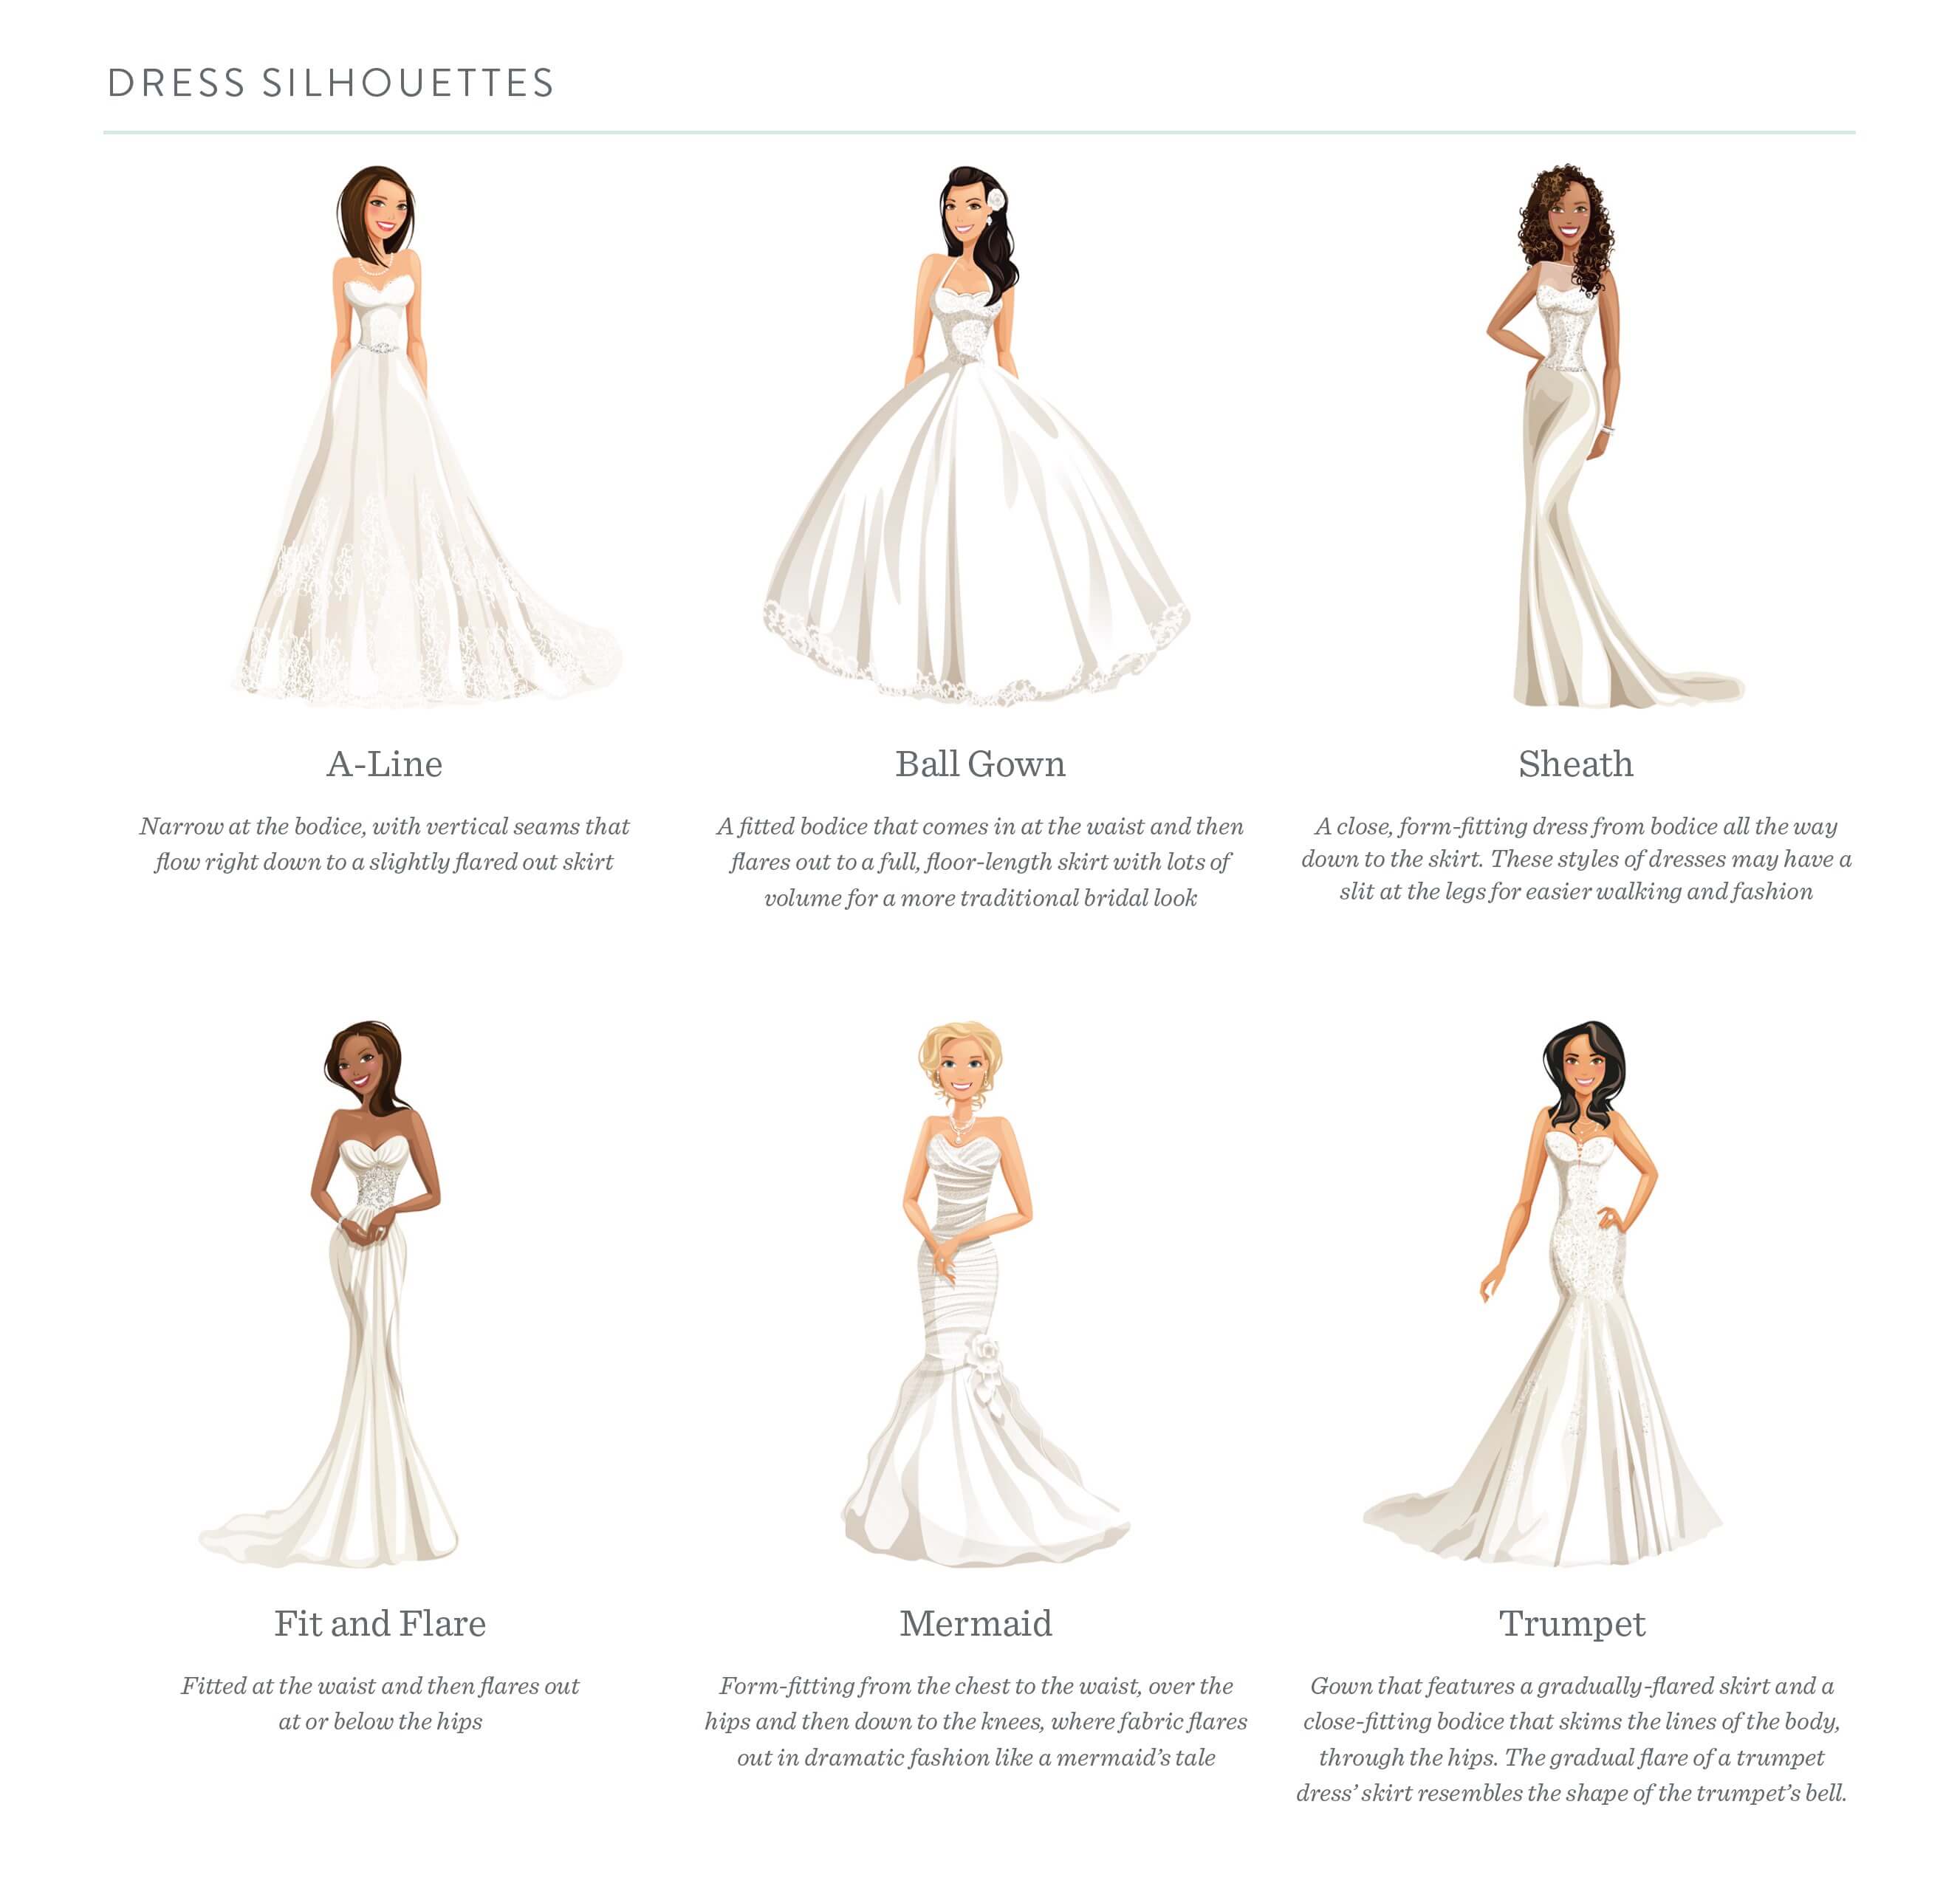 DRESS SILHOUETTES
A-Line
Narrow at the bodice, with vertical seams that
flow right down to a slightly flared out skirt
Ball Gown
A fitted bodice that comes in at the waist and then
flares out to a full, floor-length skirt with lots of
volume for a more traditional bridal look
Sheath
A close, form-fitting dress from bodice all the way
down to the skirt. These styles of dresses may have a
slit at the legs for easier walking and fashion
Fit and Flare
Fitted at the waist and then flares out
at or below the hips
Mermaid
Form-fitting from the chest to the waist, over the
hips and then down to the knees, where fabric flares
out in dramatic fashion like a mermaid's tale
Trumpet
Gown that features a gradually-flared skirt and a
close-fitting bodice that skims the lines of the body,
through the hips. The gradual flare of a trumpet
dress' skirt resembles the shape of the trumpet's bell.